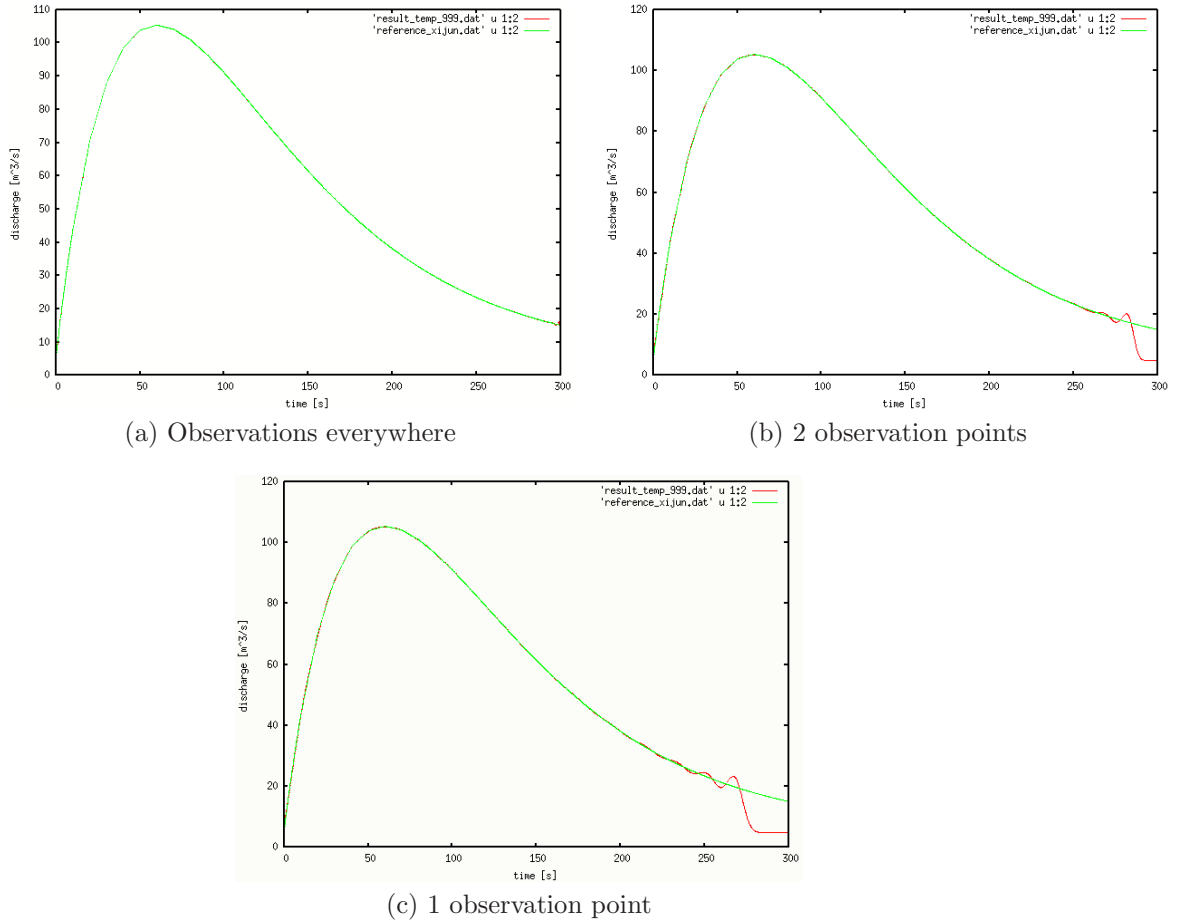 110
100
90
80
70
60
50
40
30
20
10
0
discharge [m^3/s]
'result_temp_999.dat' u 1:2
'reference_xijun.dat' u 1:2
0 50 100 150 200 250 300
time [s]
(a) Observations everywhere
120
100
80
60
40
20
0
discharge [m^3/s]
'result_temp_999.dat' u 1:2
'reference_xijun.dat' u 1:2
0 50 100 150 200 250 300
time [s]
(b) 2 observation points
120
100
80
60
40
20
0
discharge [m^3/s]
'result_temp_999.dat' u 1:2
'reference_xijun.dat' u 1:2
0 50 100 150 200 250 300
time [s]
(c) 1 observation point